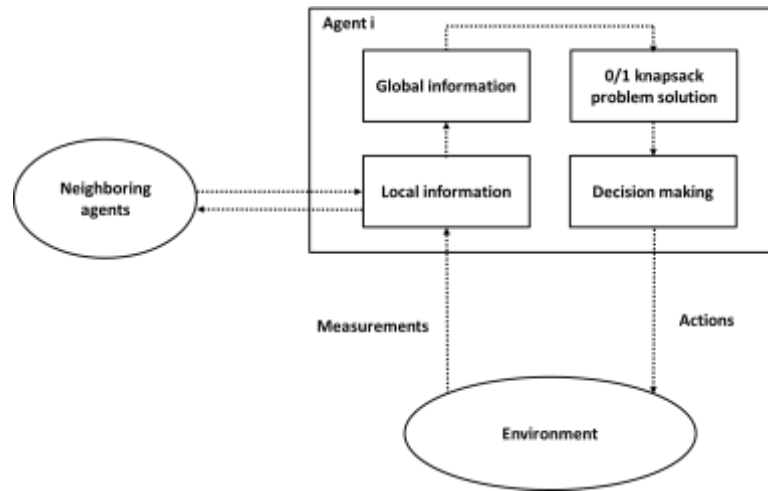 Agent i
Global information
0/1 knapsack
problem solution
Neighboring
agents
Local information
Decision making
Measurements
Actions
Environment